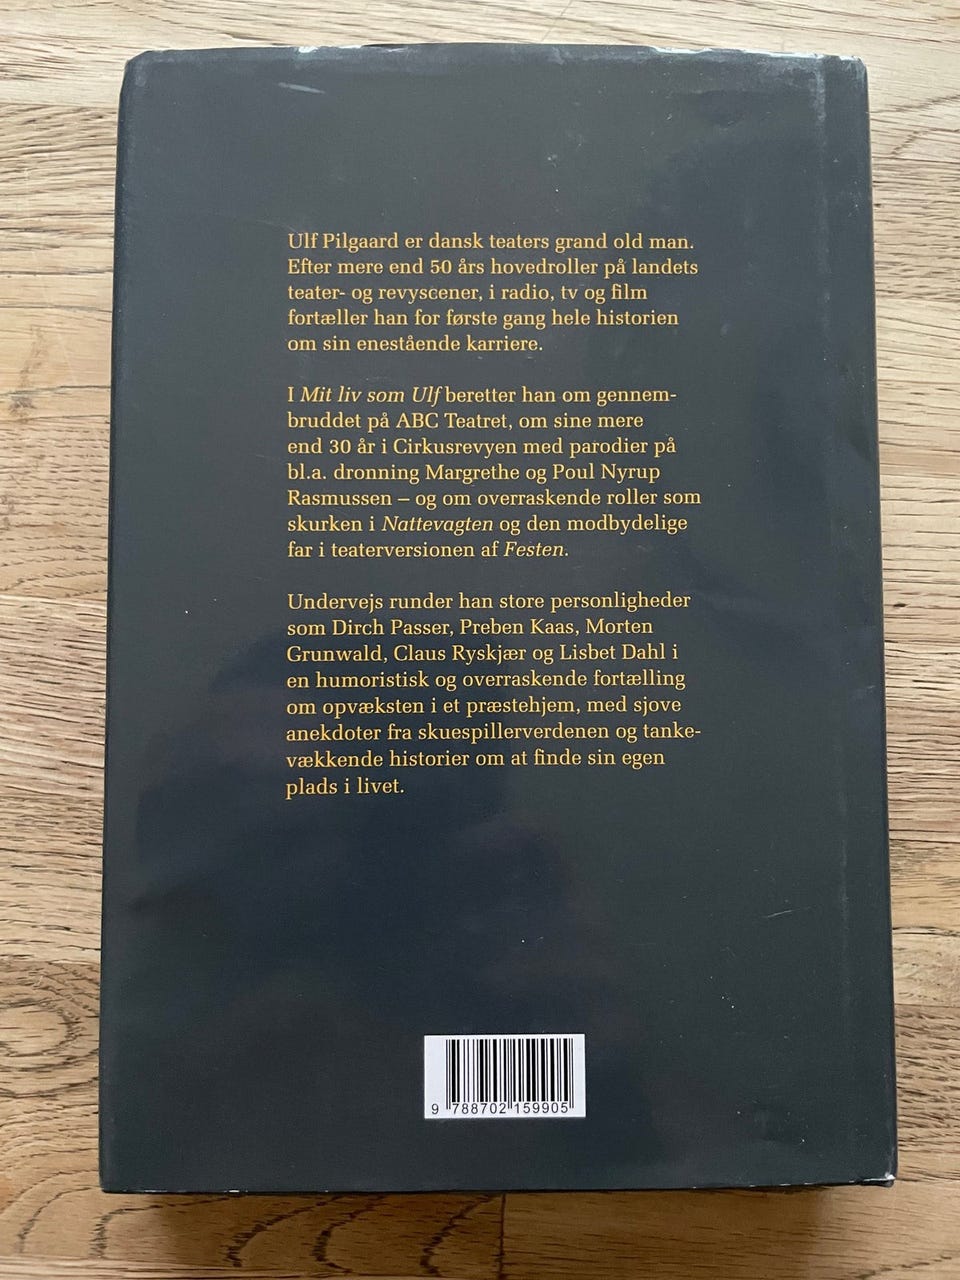 Ulf Pilgaard er dansk teaters grand old man.
Efter mere end 50 års hovedroller på landets
teater- og revyscener, i radio, tv og film
fortæller han for første gang hele historien
om sin enestående karriere.
I Mit liv som Ulf beretter han om gennem-
bruddet på ABC Teatret, om sine mere
end 30 år i Cirkusrevyen med parodier på
bl.a. dronning Margrethe og Poul Nyrup
Rasmussen – og om overraskende roller som
skurken i Nattevagten og den modbydelige
far i teaterversionen af Festen.
Undervejs runder han store personligheder
som Dirch Passer, Preben Kaas, Morten
Grunwald, Claus Ryskjær og Lisbet Dahl i
en humoristisk og overraskende fortælling
om opvæksten i et præstehjem, med sjove
anekdoter fra skuespillerverdenen og tanke-
vækkende historier om at finde sin egen
plads i livet.
9 788702 159905